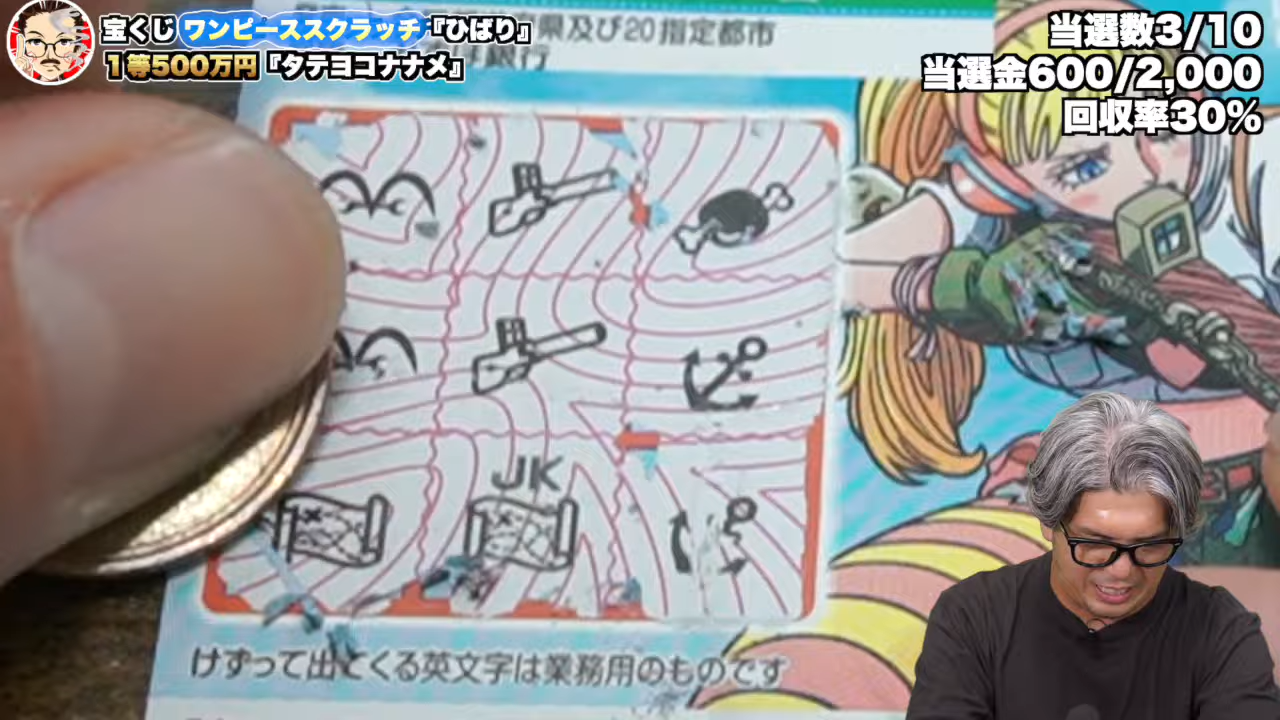 宝くじ ワンピーススクラッチ『ひばり』
1等500万円『タテヨコナナメ』
当選数3/10
当選金600/2,000
回収率30%
県及び20指定都市
銀行
JK
けずって出てくる英文字は業務用のものです